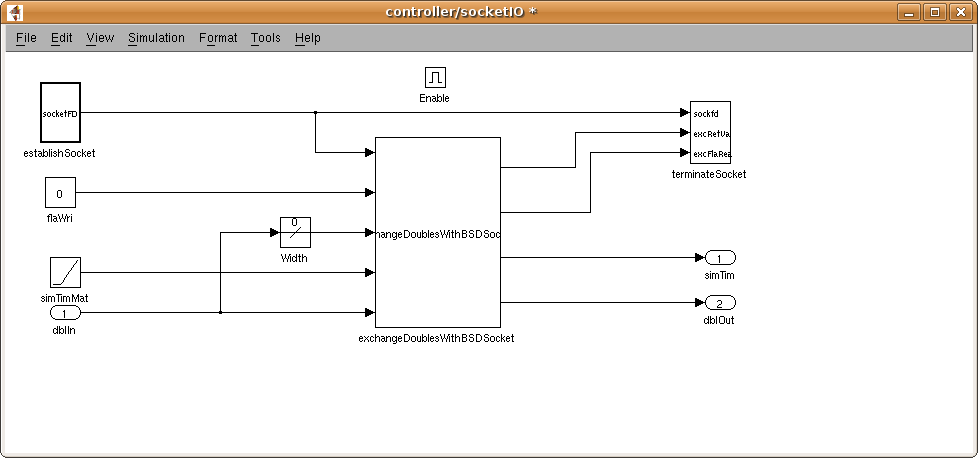 controller/socketIO *
File Edit View Simulation Format Tools Help
Enable
socketFD
establishSocket
sockfd
excRetVa
excFlaRea
terminateSocket
0
flaWri
0
Width
hangeDoublesWithBSDSoc
exchangeDoublesWithBSDSocket
simTimMat
1
dblIn
1
simTim
2
dblOut